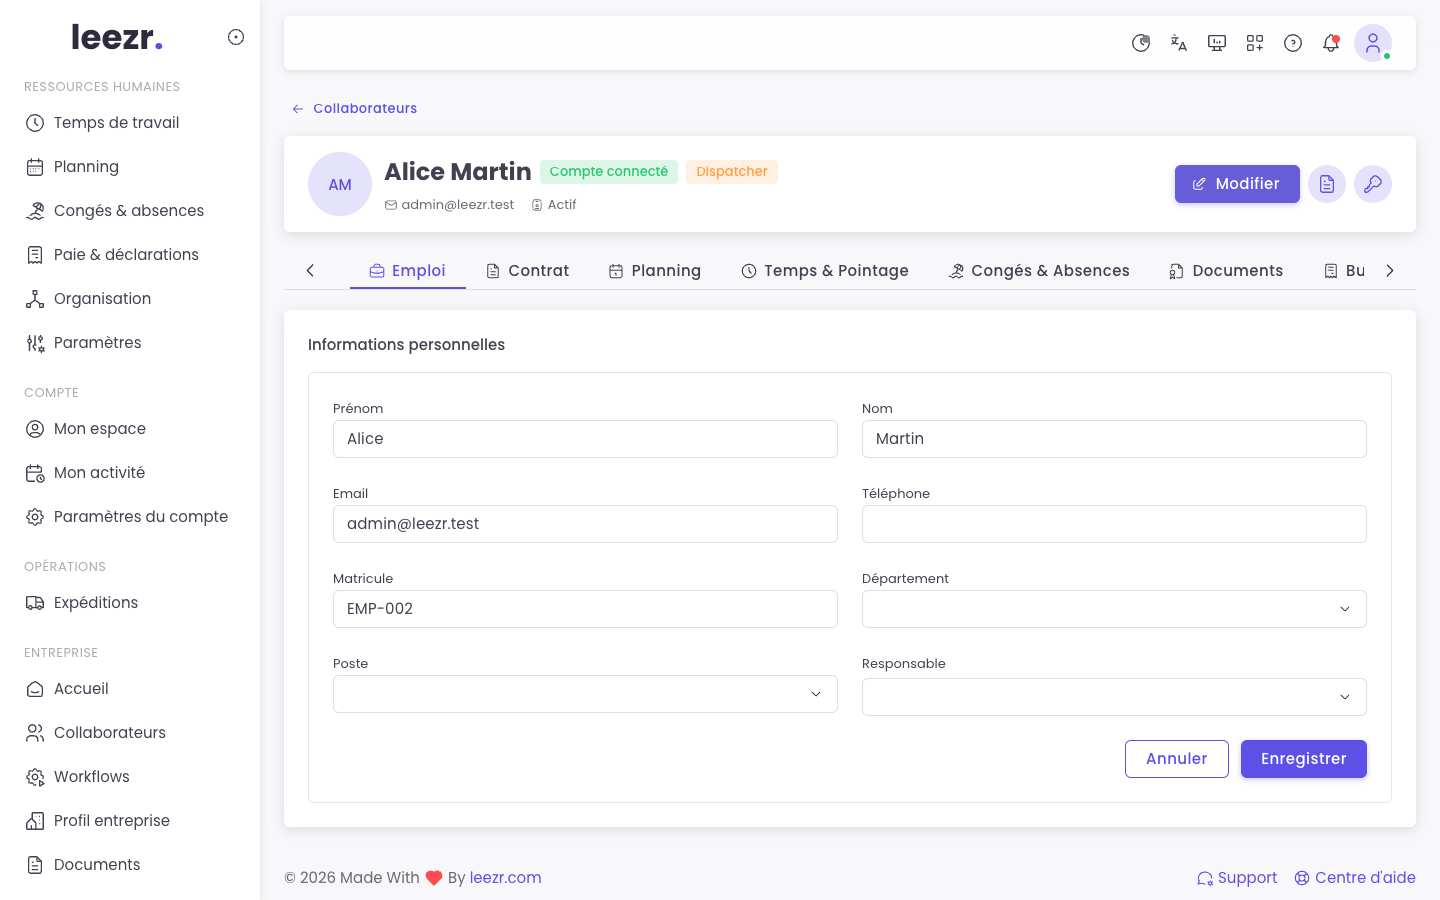 leezr.
RESSOURCES HUMAINES
Temps de travail
Planning
Congés & absences
Paie & déclarations
Organisation
Paramètres
COMPTE
Mon espace
Mon activité
Paramètres du compte
OPÉRATIONS
Expéditions
ENTREPRISE
Accueil
Collaborateurs
Workflows
Profil entreprise
Documents
Collaborateurs
AM
Alice Martin Compte connecté Dispatcher
admin@leezr.test Actif
Modifier
Emploi Contrat Planning Temps & Pointage Congés & Absences Documents Bu
Informations personnelles
Prénom Nom
Alice Martin
Email Téléphone
admin@leezr.test
Matricule Département
EMP-002
Poste Responsable
Annuler Enregistrer
© 2026 Made With By leezr.com
Support Centre d'aide